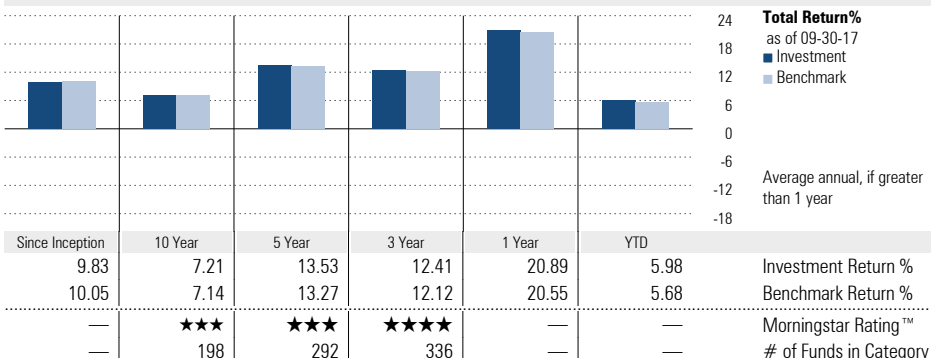 24
18
12
6
0
-6
-12
-18
Total Return%
as of 09-30-17
Investment
Benchmark
Average annual, if greater
than 1 year
Since Inception 10 Year 5 Year 3 Year 1 Year YTD
9.83 7.21 13.53 12.41 20.89 5.98 Investment Return %
10.05 7.14 13.27 12.12 20.55 5.68 Benchmark Return %
— ★★★ ★★★ ★★★★ — — Morningstar Rating™
— 198 292 336 — — # of Funds in Category